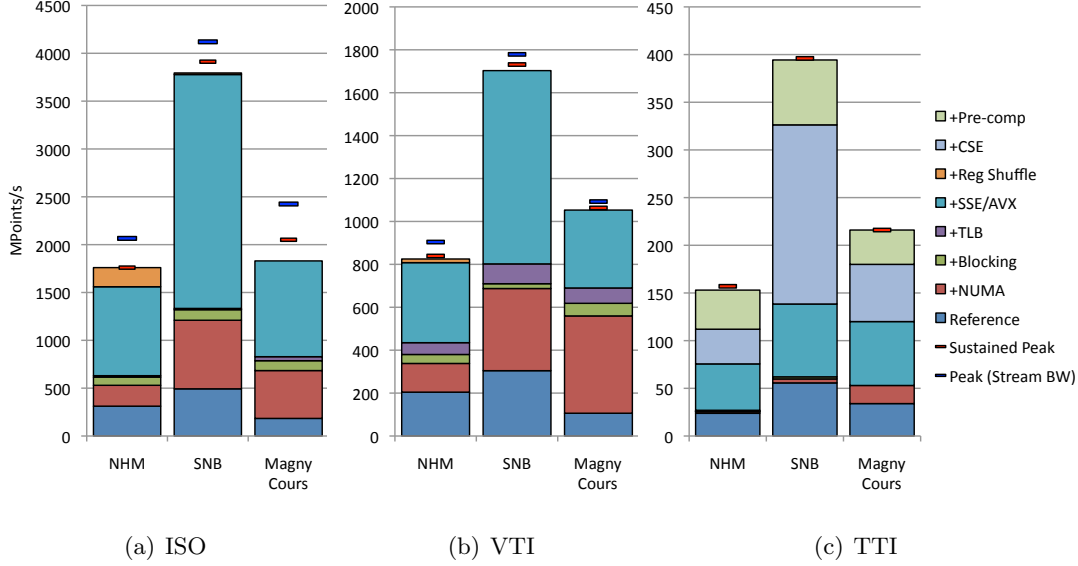 MPoints/s
4500
4000
3500
3000
2500
2000
1500
1000
500
0
NHM
SNB
Magny
Cours
2000
1800
1600
1400
1200
1000
800
600
400
200
0
NHM
SNB
Magny
Cours
450
400
350
300
250
200
150
100
50
0
NHM
SNB
Magny
Cours
+Pre-comp
+CSE
+Reg Shuffle
+SSE/AVX
+TLB
+Blocking
+NUMA
Reference
Sustained Peak
Peak (Stream BW)
(a) ISO
(b) VTI
(c) TTI